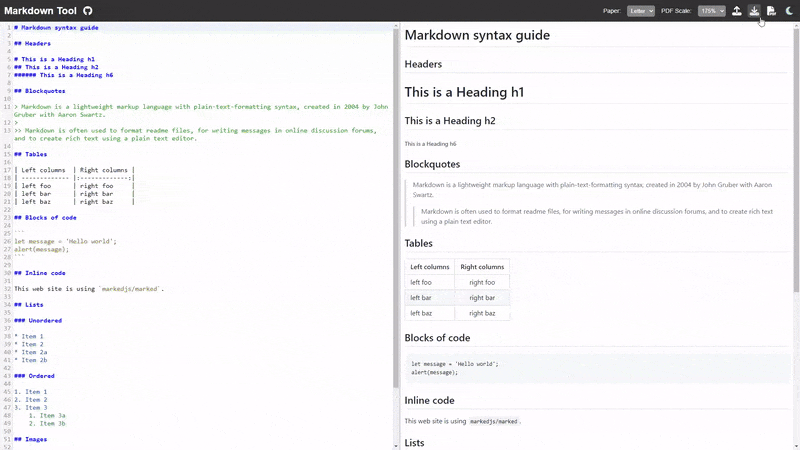 Markdown Tool
Paper: Letter PDF Scale: 175%
1 # Markdown syntax guide
2
3 ## Headers
4
5 # This is a Heading h1
6 ## This is a Heading h2
7 ###### This is a Heading h6
8
9 ## Blockquotes
10
11 > Markdown is a lightweight markup language with plain-text-formatting syntax, created in 2004 by John
Gruber with Aaron Swartz.
12 >
13 >> Markdown is often used to format readme files, for writing messages in online discussion forums,
and to create rich text using a plain text editor.
14
15 ## Tables
16
17 | Left columns | Right columns |
18 | ------------- |:-------------:|
19 | left foo | right foo |
20 | left bar | right bar |
21 | left baz | right baz |
22
23 ## Blocks of code
24
25 ```
26 let message = 'Hello world';
27 alert(message);
28 ```
29
30 ## Inline code
31
32 This web site is using `markedjs/marked`.
33
34 ## Lists
35
36 ### Unordered
37
38 * Item 1
39 * Item 2
40 * Item 2a
41 * Item 2b
42
43 ### Ordered
44
45 1. Item 1
46 2. Item 2
47 3. Item 3
48 1. Item 3a
49 2. Item 3b
50
51 ## Images
52
Markdown syntax guide
Headers
This is a Heading h1
This is a Heading h2
This is a Heading h6
Blockquotes
Markdown is a lightweight markup language with plain-text-formatting syntax, created in 2004 by John Gruber with Aaron
Swartz.
Markdown is often used to format readme files, for writing messages in online discussion forums, and to create rich text
using a plain text editor.
Tables
Left columns Right columns
left foo right foo
left bar right bar
left baz right baz
Blocks of code
let message = 'Hello world';
alert(message);
Inline code
This web site is using markedjs/marked.
Lists